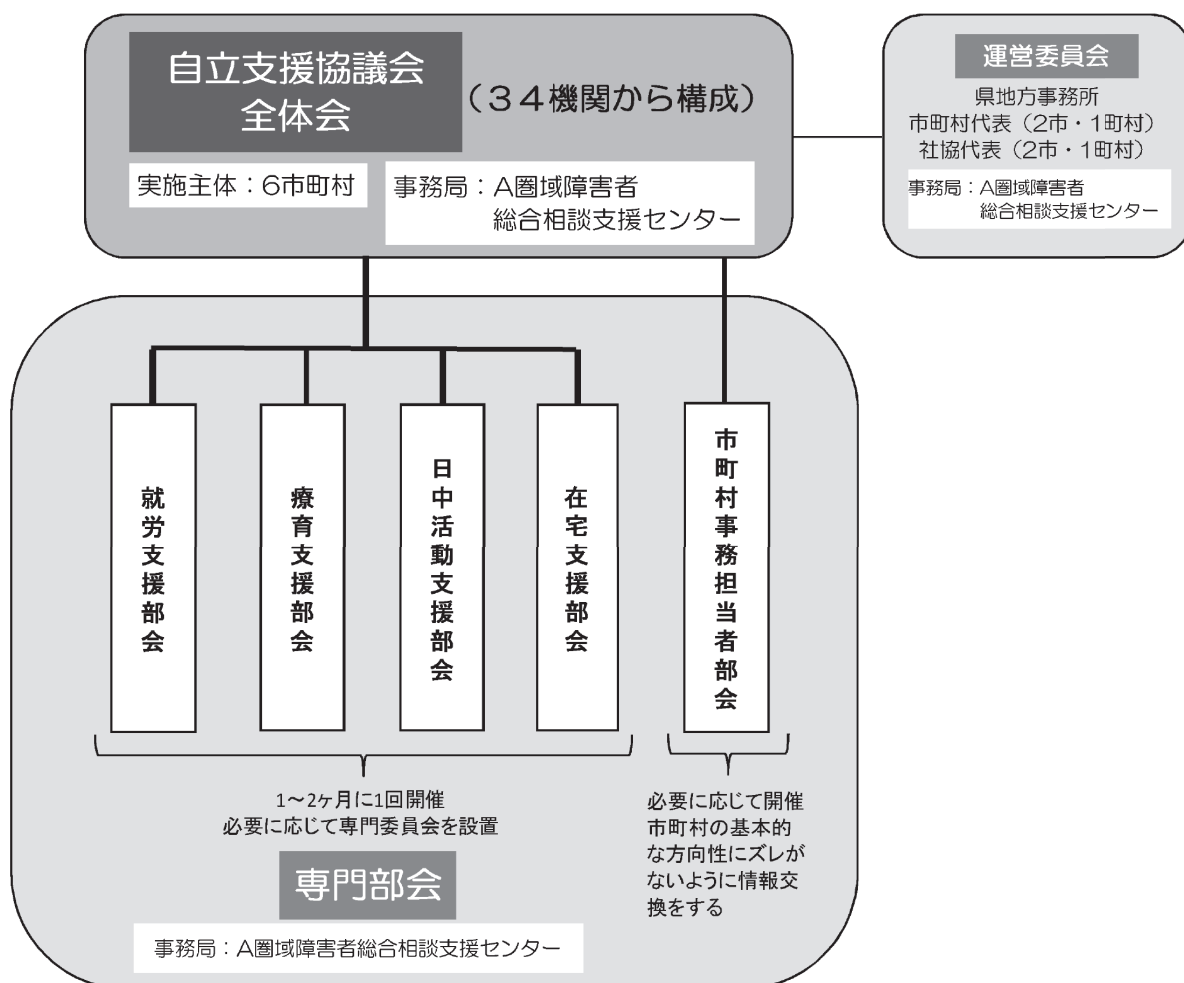 自立支援協議会
全体会
（３４機関から構成）
実施主体：6市町村
事務局：A圏域障害者
総合相談支援センター
運営委員会
県地方事務所
市町村代表（2市・1町村）
社協代表（2市・1町村）
事務局：A圏域障害者
総合相談支援センター
就労支援部会
療育支援部会
日中活動支援部会
在宅支援部会
市町村事務担当者部会
1～2ヶ月に1回開催
必要に応じて専門委員会を設置
必要に応じて開催
市町村の基本的
な方向性にズレが
ないように情報交
換をする
専門部会
事務局：A圏域障害者総合相談支援センター